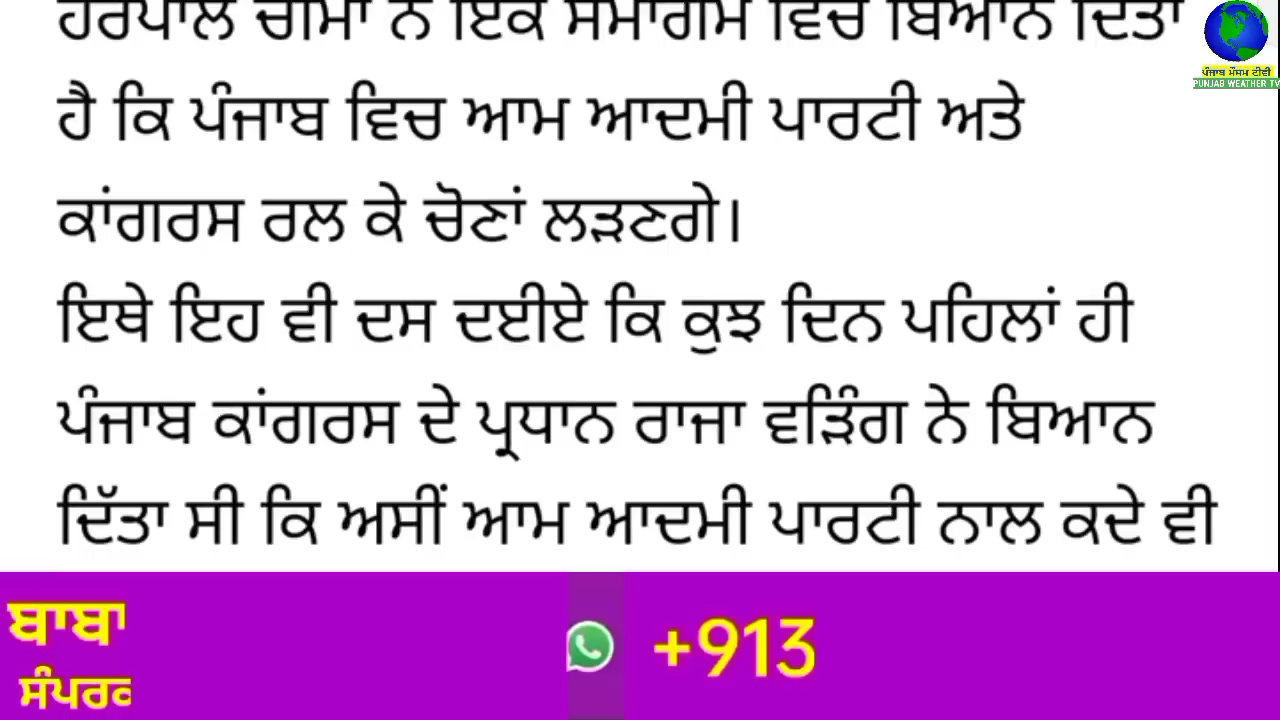 ਹਰਪਾਲ ਚੀਮਾ ਨੇ ਇਕ ਸਮਾਗਮ ਵਿਚ ਬਿਆਨ ਦਿੱਤਾ
ਪੰਜਾਬ ਮੌਸਮ ਟੀਵੀ
PUNJAB WEATHER TV
ਹੈ ਕਿ ਪੰਜਾਬ ਵਿਚ ਆਮ ਆਦਮੀ ਪਾਰਟੀ ਅਤੇ
ਕਾਂਗਰਸ ਰਲ ਕੇ ਚੋਣਾਂ ਲੜਣਗੇ।
ਇਥੇ ਇਹ ਵੀ ਦਸ ਦਈਏ ਕਿ ਕੁਝ ਦਿਨ ਪਹਿਲਾਂ ਹੀ
ਪੰਜਾਬ ਕਾਂਗਰਸ ਦੇ ਪ੍ਰਧਾਨ ਰਾਜਾ ਵੜਿੰਗ ਨੇ ਬਿਆਨ
ਦਿੱਤਾ ਸੀ ਕਿ ਅਸੀਂ ਆਮ ਆਦਮੀ ਪਾਰਟੀ ਨਾਲ ਕਦੇ ਵੀ
ਬਾਬਾ
ਸੰਪਰਕ
+913